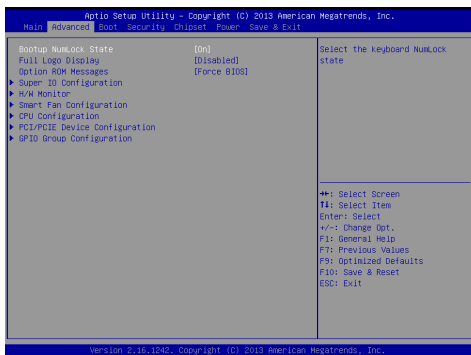 Aptio Setup Utility - Copyright (C) 2013 American Megatrends, Inc.
Main Advanced Boot Security Chipset Power Save & Exit
Bootup NumLock State [On]
Full Logo Display [Disabled]
Option ROM Messages [Force BIOS]
Super IO Configuration
H/W Monitor
Smart Fan Configuration
CPU Configuration
PCI/PCIE Device Configuration
GPIO Group Configuration
Select the keyboard NumLock
state
→←: Select Screen
↑↓: Select Item
Enter: Select
+/-: Change Opt.
F1: General Help
F7: Previous Values
F9: Optimized Defaults
F10: Save & Reset
ESC: Exit
Version 2.16.1242. Copyright (C) 2013 American Megatrends, Inc.